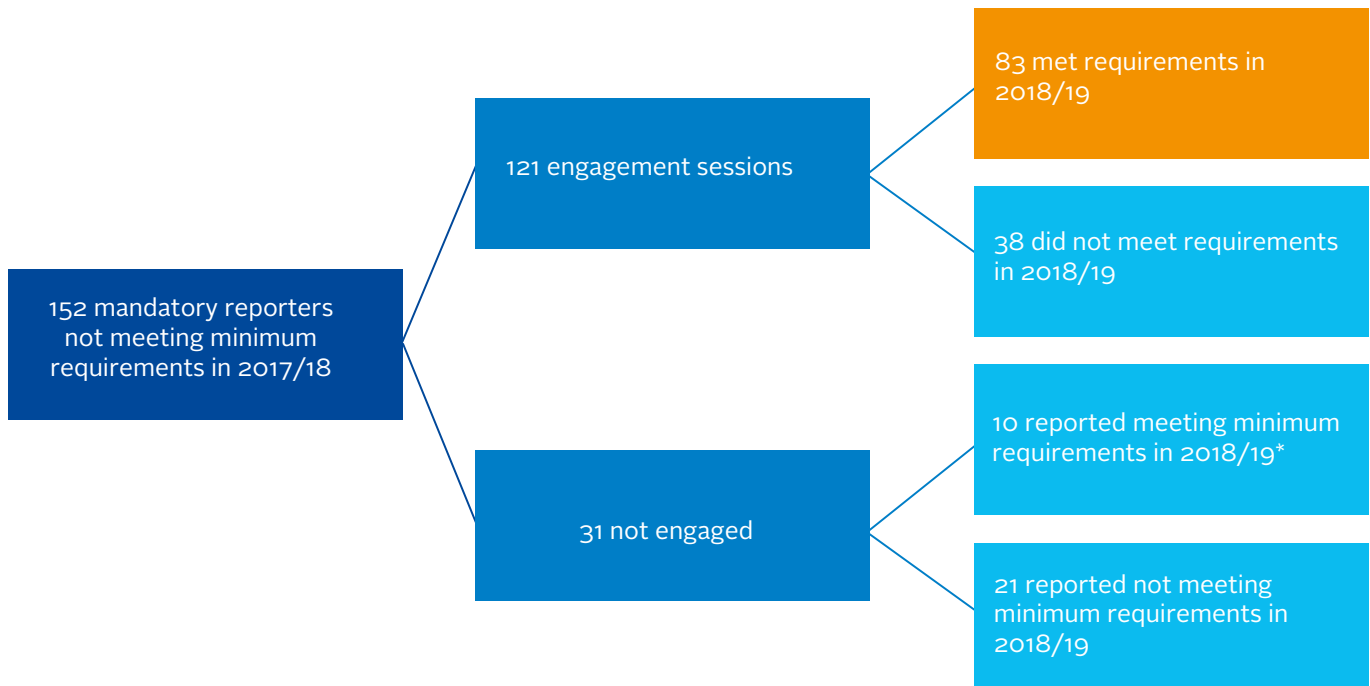 152 mandatory reporters
not meeting minimum
requirements in 2017/18
121 engagement sessions
83 met requirements in
2018/19
38 did not meet requirements
in 2018/19
31 not engaged
10 reported meeting minimum
requirements in 2018/19*
21 reported not meeting
minimum requirements in
2018/19